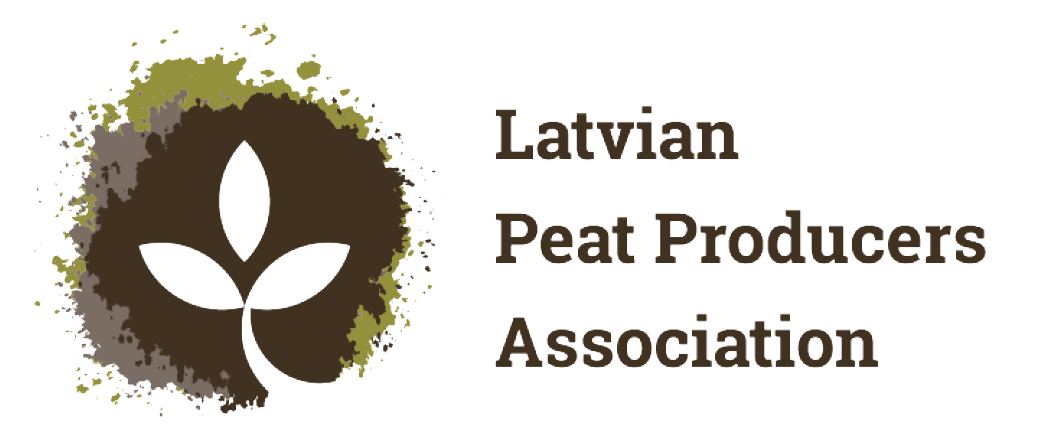 Latvian
Peat Producers
Association